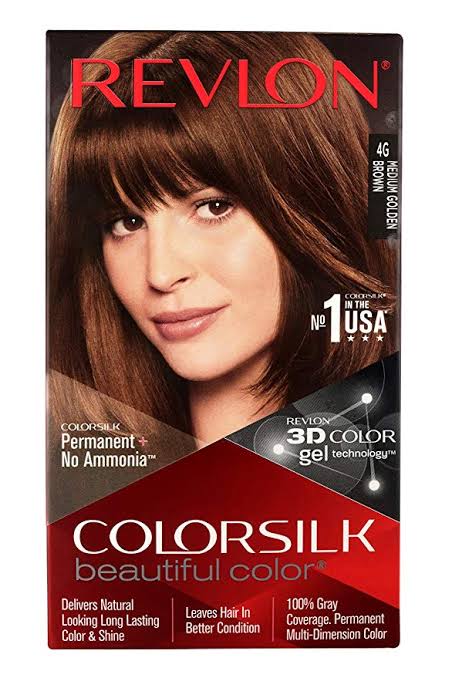 REVLON®
4G
MEDIUM GOLDEN
BROWN
COLORSILK®
No 1 IN THE
USA
COLORSILK
Permanent +
No Ammonia™
REVLON
3D COLOR
gel technology™
COLORSILK
beautiful color®
Delivers Natural
Looking Long Lasting
Color & Shine
Leaves Hair In
Better Condition
100% Gray
Coverage. Permanent
Multi-Dimension Color